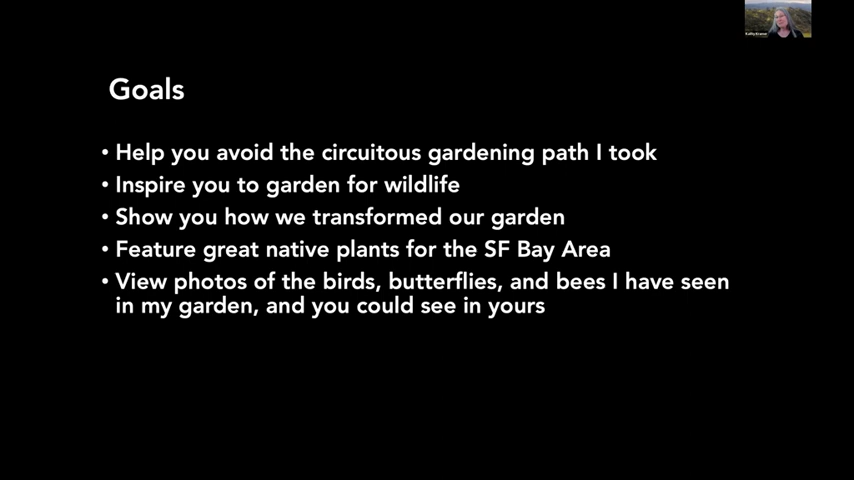 Goals
• Help you avoid the circuitous gardening path I took
• Inspire you to garden for wildlife
• Show you how we transformed our garden
• Feature great native plants for the SF Bay Area
• View photos of the birds, butterflies, and bees I have seen
in my garden, and you could see in yours